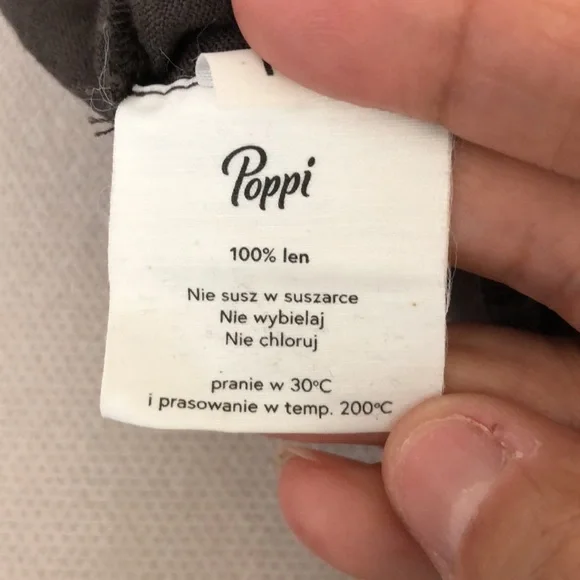 Poppi
100% len
Nie susz w suszarce
Nie wybielaj
Nie chloruj
pranie w 30°C
i prasowanie w temp. 200°C